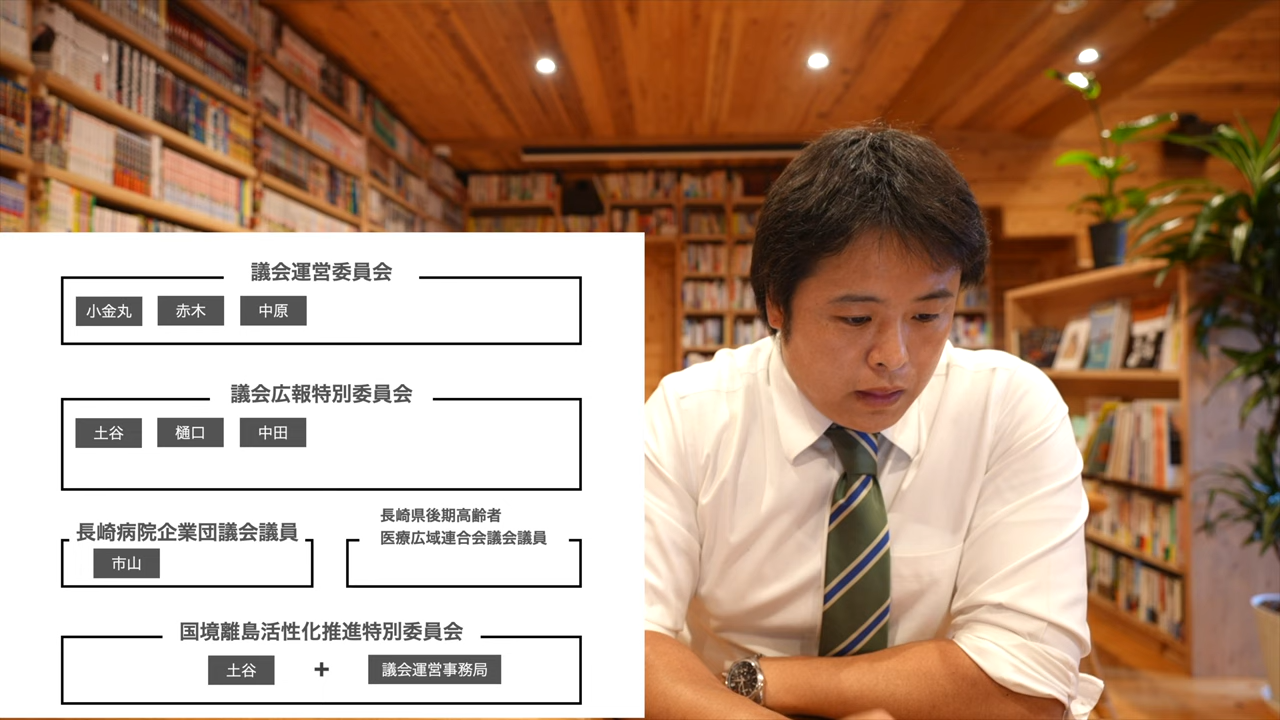 議会運営委員会
小金丸 赤木 中原
議会広報特別委員会
土谷 樋口 中田
長崎病院企業団議会議員
市山
長崎県後期高齢者
医療広域連合会議会議員
国境離島活性化推進特別委員会
土谷 + 議会運営事務局